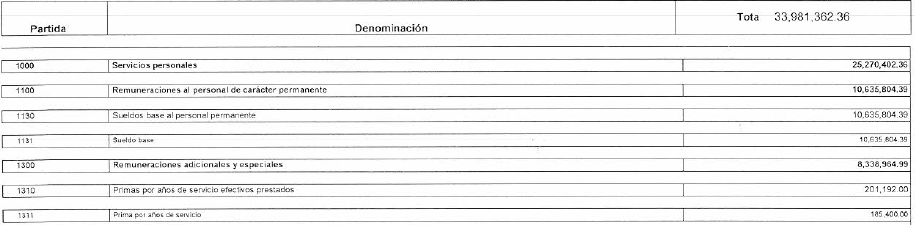 Partida Denominación Tota 33,981,362.36
1000 Servicios personales 25,270,402.36
1100 Remuneraciones al personal de carácter permanente 10,635,804.39
1130 Sueldos base al personal permanente 10,635,804.39
1131 Sueldo base 10,635,804.39
1300 Remuneraciones adicionales y especiales 8,338,964.99
1310 Primas por años de servicio efectivos prestados 201,192.00
1311 Prima por años de servicio 185,400.00